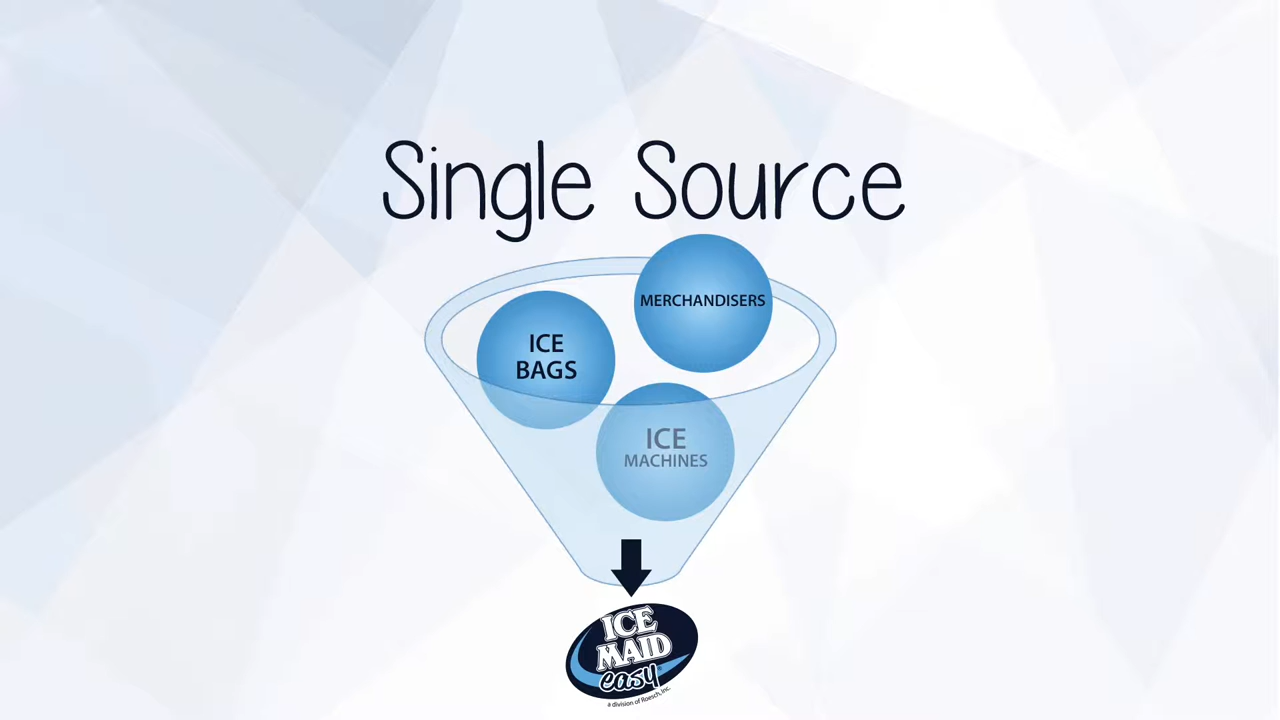 Single Source
MERCHANDISERS
ICE
BAGS
ICE
MACHINES
ICE
MAID
easy®
a division of Roesch, Inc.